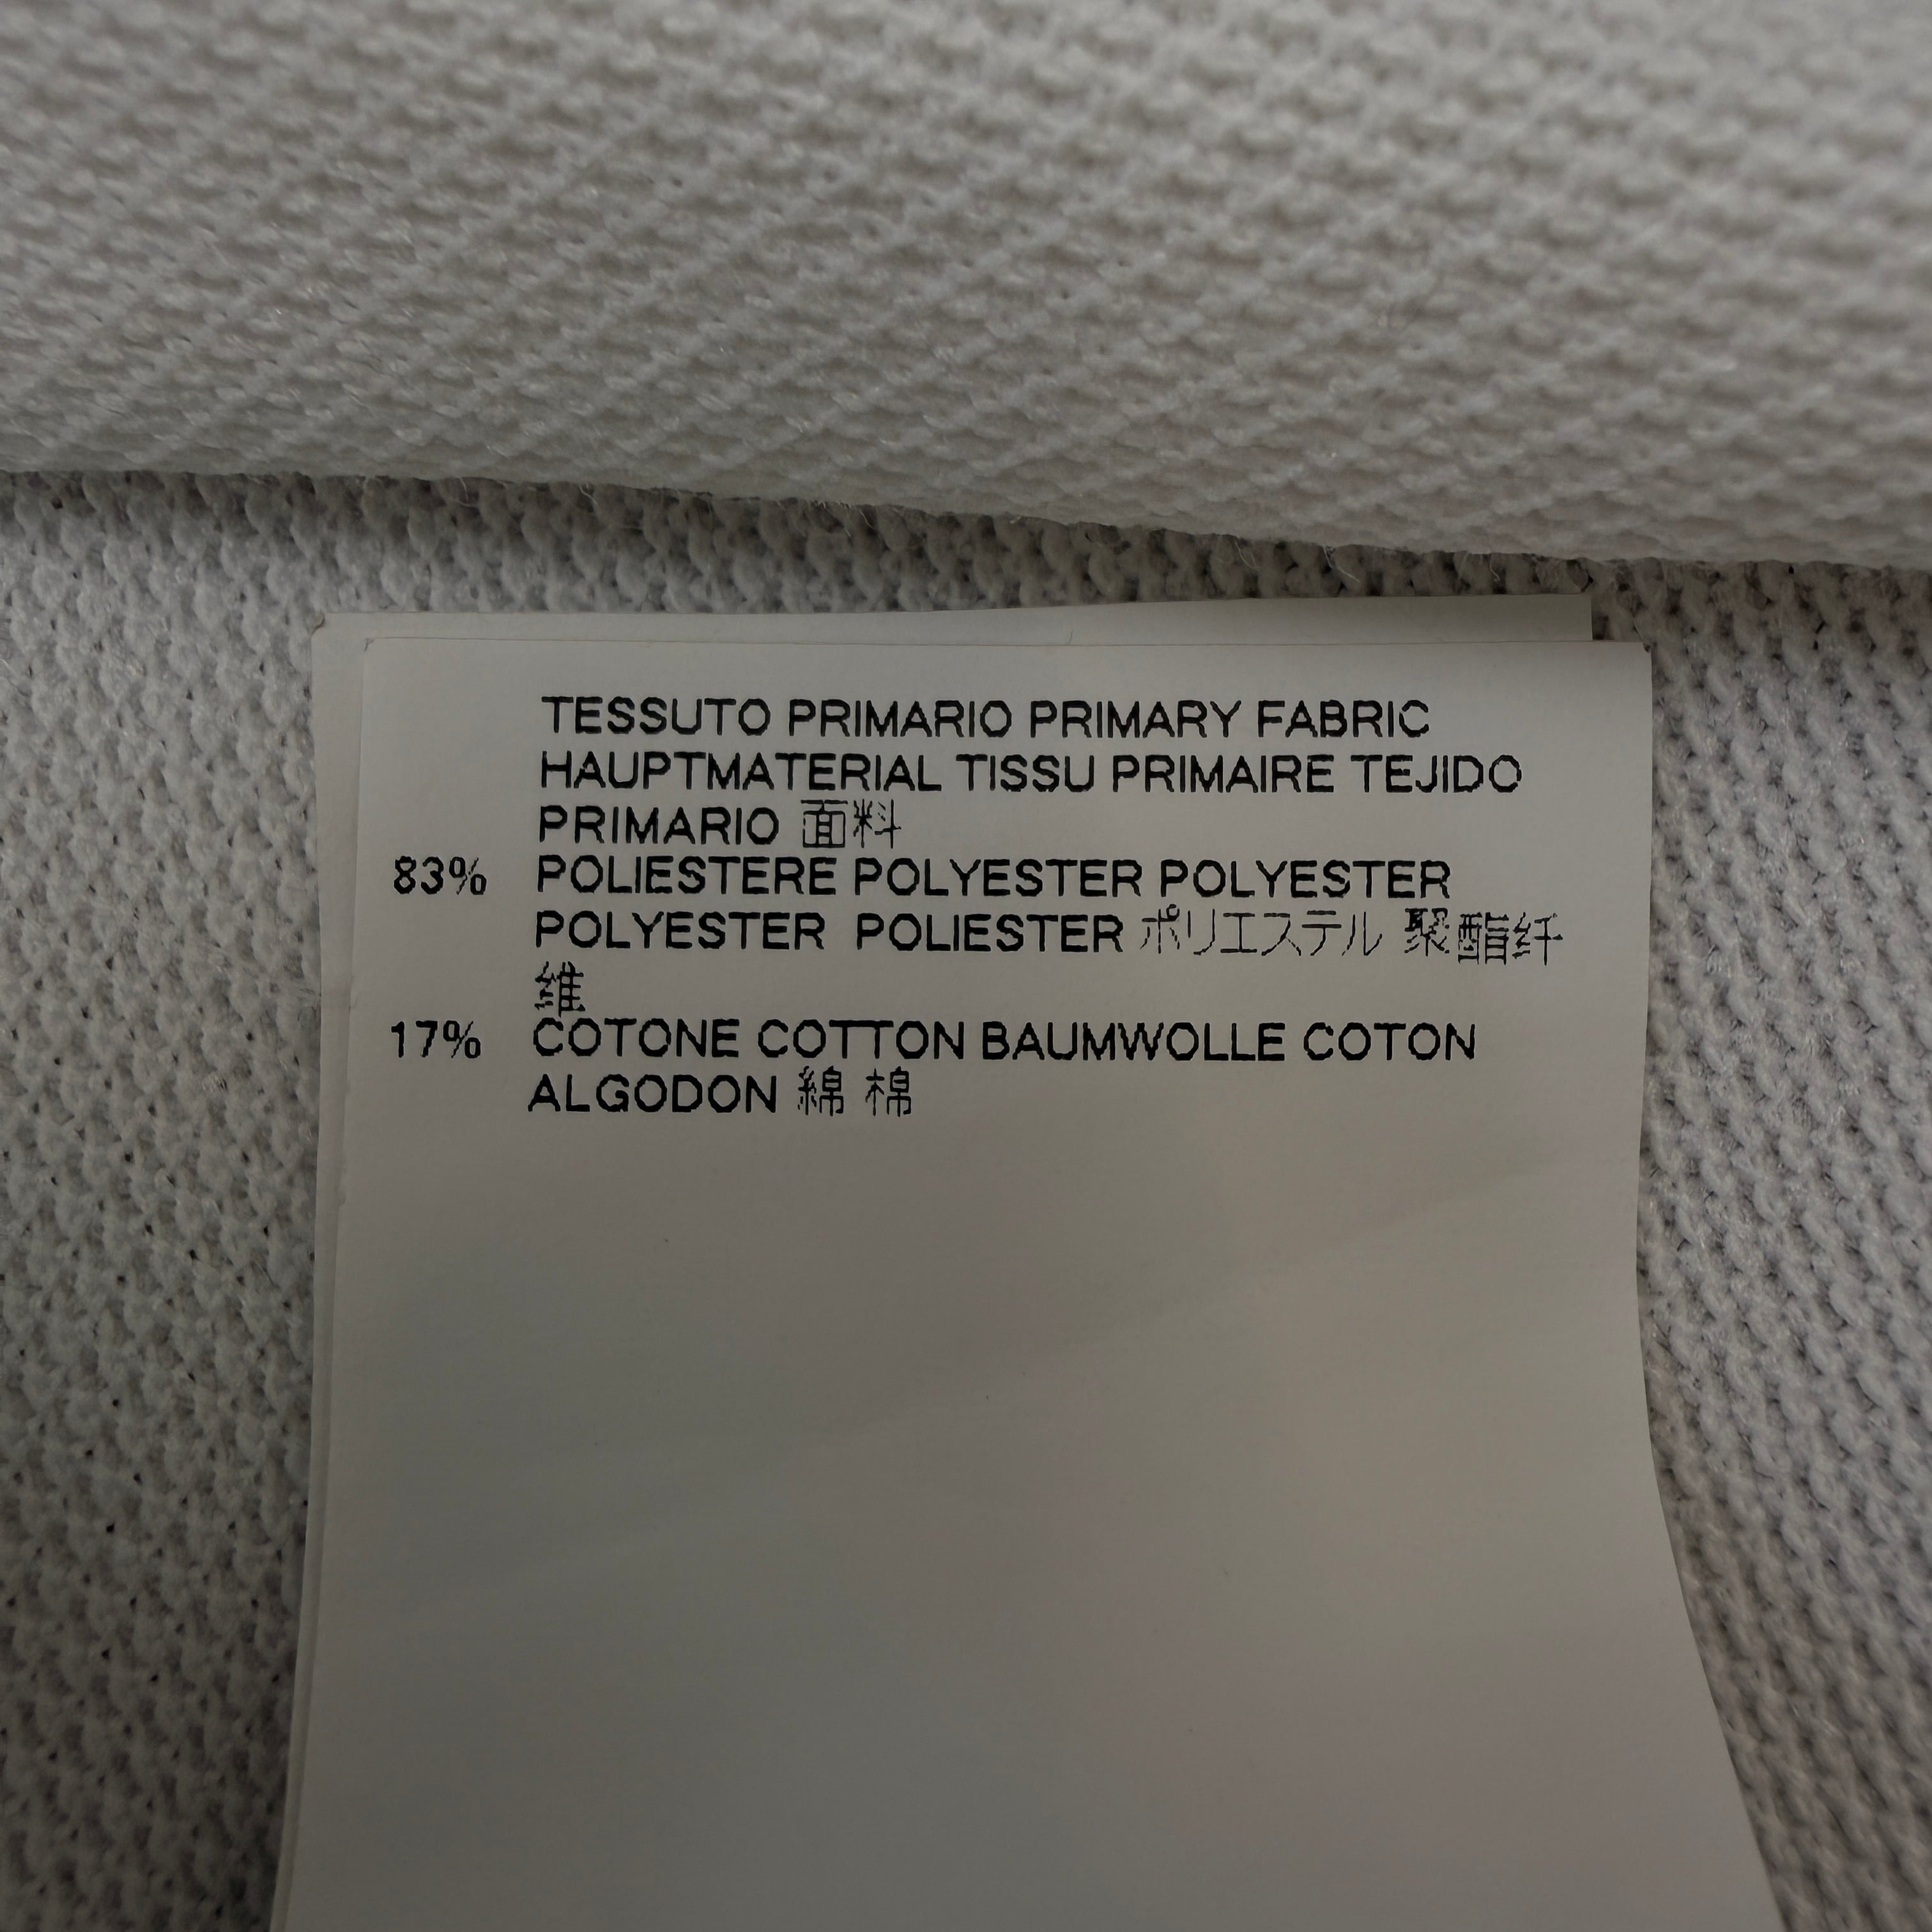 TESSUTO PRIMARIO PRIMARY FABRIC
HAUPTMATERIAL TISSU PRIMAIRE TEJIDO
PRIMARIO 面料
83% POLIESTERE POLYESTER POLYESTER
POLYESTER POLIESTER ポリエステル 聚酯纤
维
17% COTONE COTTON BAUMWOLLE COTON
ALGODON 綿 棉